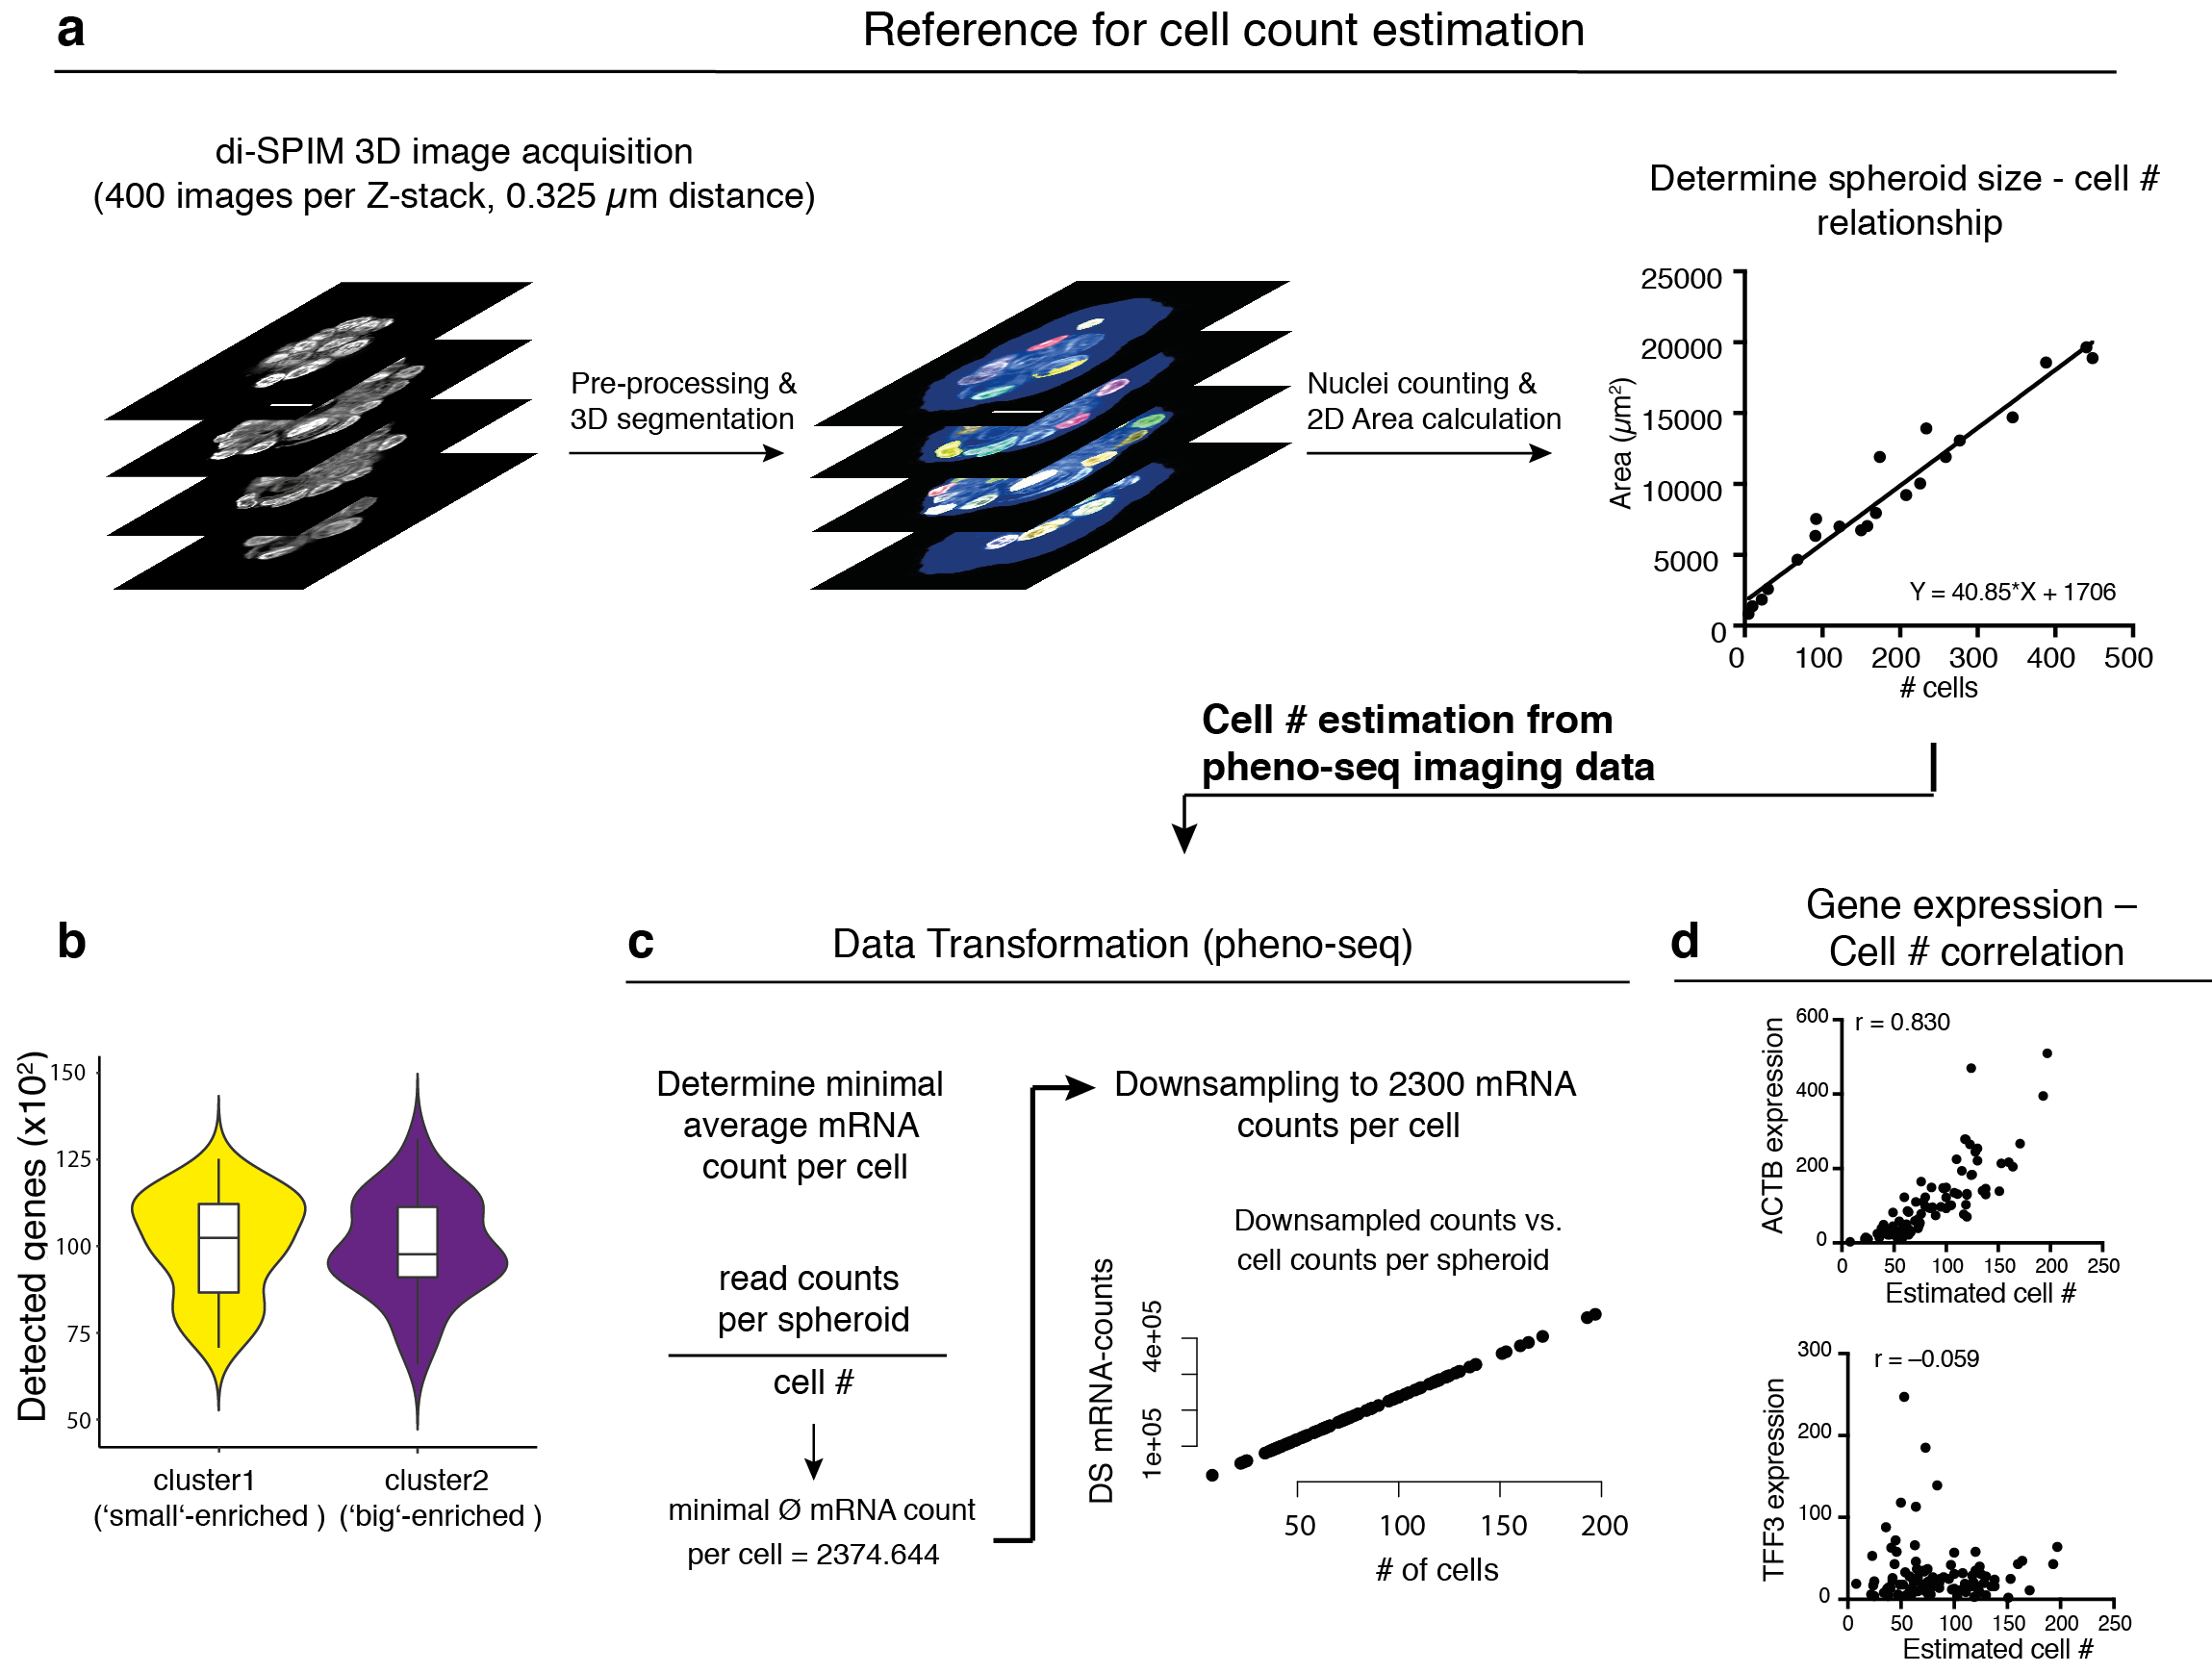 a
Reference for cell count estimation
di-SPIM 3D image acquisition
(400 images per Z-stack, 0.325 µm distance)
Pre-processing &
3D segmentation
Nuclei counting &
2D Area calculation
Determine spheroid size - cell #
relationship
Area (µm²)
25000
20000
15000
10000
5000
0
Y = 40.85*X + 1706
0 100 200 300 400 500
# cells
Cell # estimation from
pheno-seq imaging data
b
Detected genes (x10²)
150
125
100
75
50
cluster1
(‘small‘-enriched )
cluster2
(‘big‘-enriched )
c
Data Transformation (pheno-seq)
Determine minimal
average mRNA
count per cell
read counts
per spheroid
cell #
minimal Ø mRNA count
per cell = 2374.644
Downsampling to 2300 mRNA
counts per cell
Downsampled counts vs.
cell counts per spheroid
DS mRNA-counts
4e+05
1e+05
50 100 150 200
# of cells
d
Gene expression –
Cell # correlation
ACTB expression
600
400
200
0
r = 0.830
0 50 100 150 200 250
Estimated cell #
TFF3 expression
300
200
100
0
r = –0.059
0 50 100 150 200 250
Estimated cell #